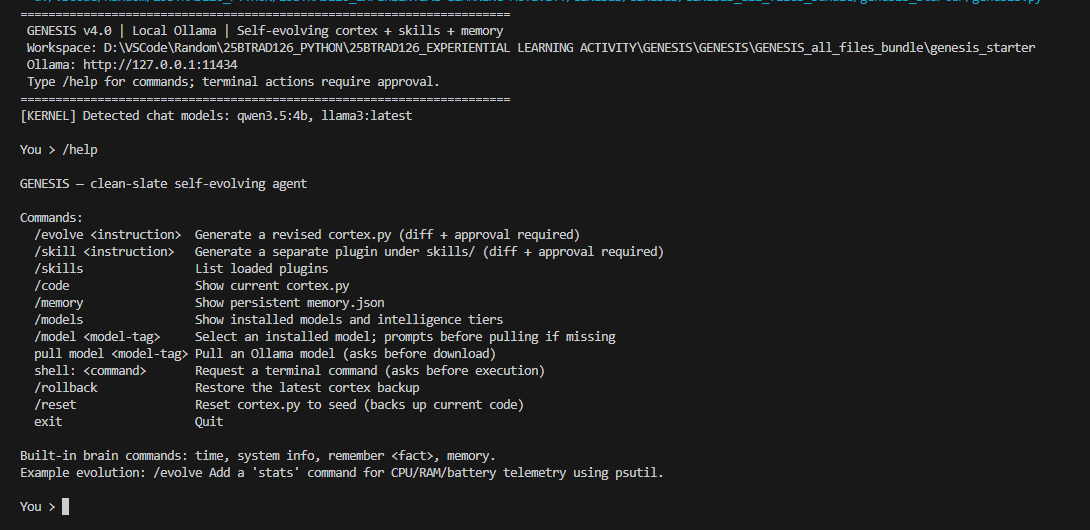 ======================================================================
GENESIS v4.0 | Local Ollama | Self-evolving cortex + skills + memory
Workspace: D:\VSCode\Random\25BTRAD126_PYTHON\25BTRAD126_EXPERIENTIAL LEARNING ACTIVITY\GENESIS\GENESIS\GENESIS_all_files_bundle\genesis_starter
Ollama: http://127.0.0.1:11434
Type /help for commands; terminal actions require approval.
======================================================================
[KERNEL] Detected chat models: qwen3.5:4b, llama3:latest
You > /help
GENESIS — clean-slate self-evolving agent
Commands:
/evolve <instruction>  Generate a revised cortex.py (diff + approval required)
/skill <instruction>   Generate a separate plugin under skills/ (diff + approval required)
/skills                List loaded plugins
/code                  Show current cortex.py
/memory                Show persistent memory.json
/models                Show installed models and intelligence tiers
/model <model-tag>     Select an installed model; prompts before pulling if missing
pull model <model-tag> Pull an Ollama model (asks before download)
shell: <command>       Request a terminal command (asks before execution)
/rollback              Restore the latest cortex backup
/reset                 Reset cortex.py to seed (backs up current code)
exit                   Quit
Built-in brain commands: time, system info, remember <fact>, memory.
Example evolution: /evolve Add a 'stats' command for CPU/RAM/battery telemetry using psutil.
You >